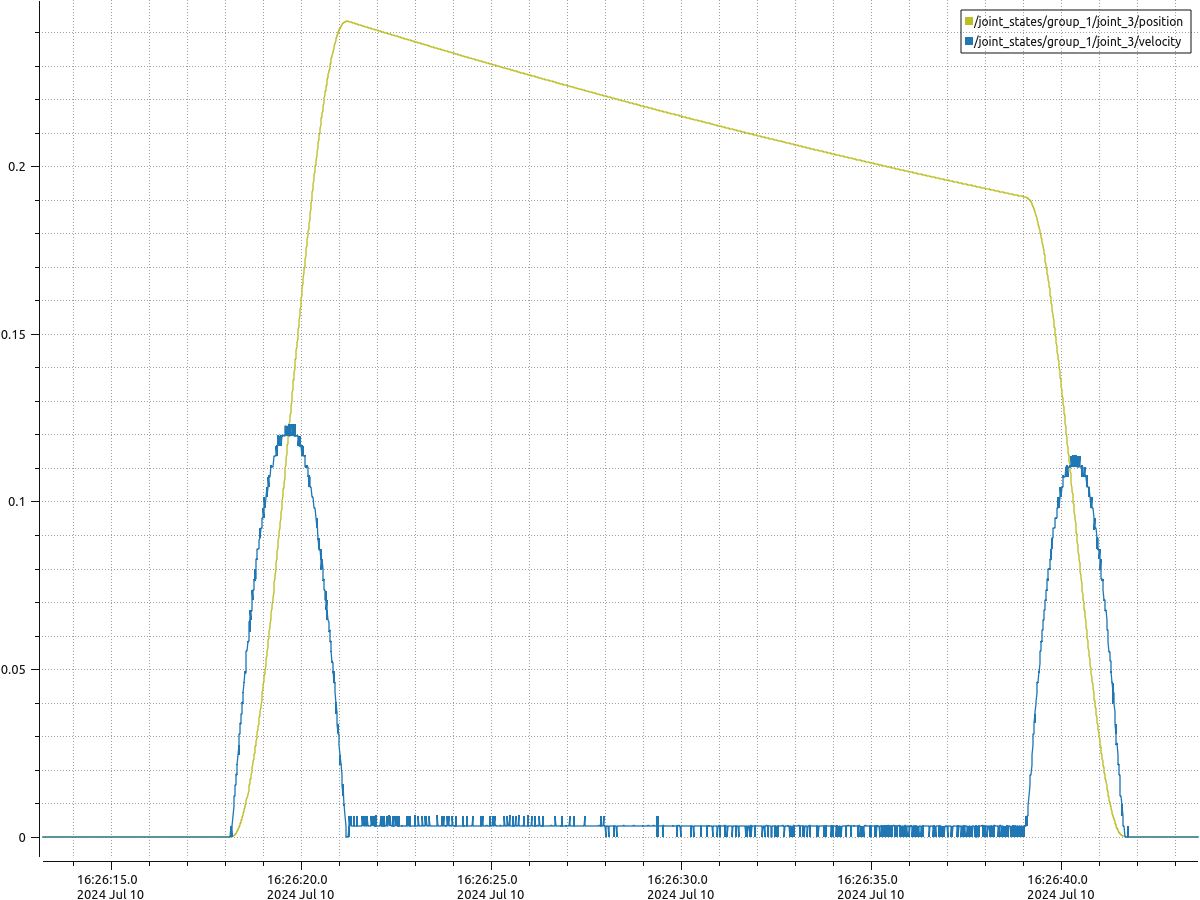 /joint_states/group_1/joint_3/position
/joint_states/group_1/joint_3/velocity
0.2
0.15
0.1
0.05
0
16:26:15.0 16:26:20.0 16:26:25.0 16:26:30.0 16:26:35.0 16:26:40.0
2024 Jul 10 2024 Jul 10 2024 Jul 10 2024 Jul 10 2024 Jul 10 2024 Jul 10